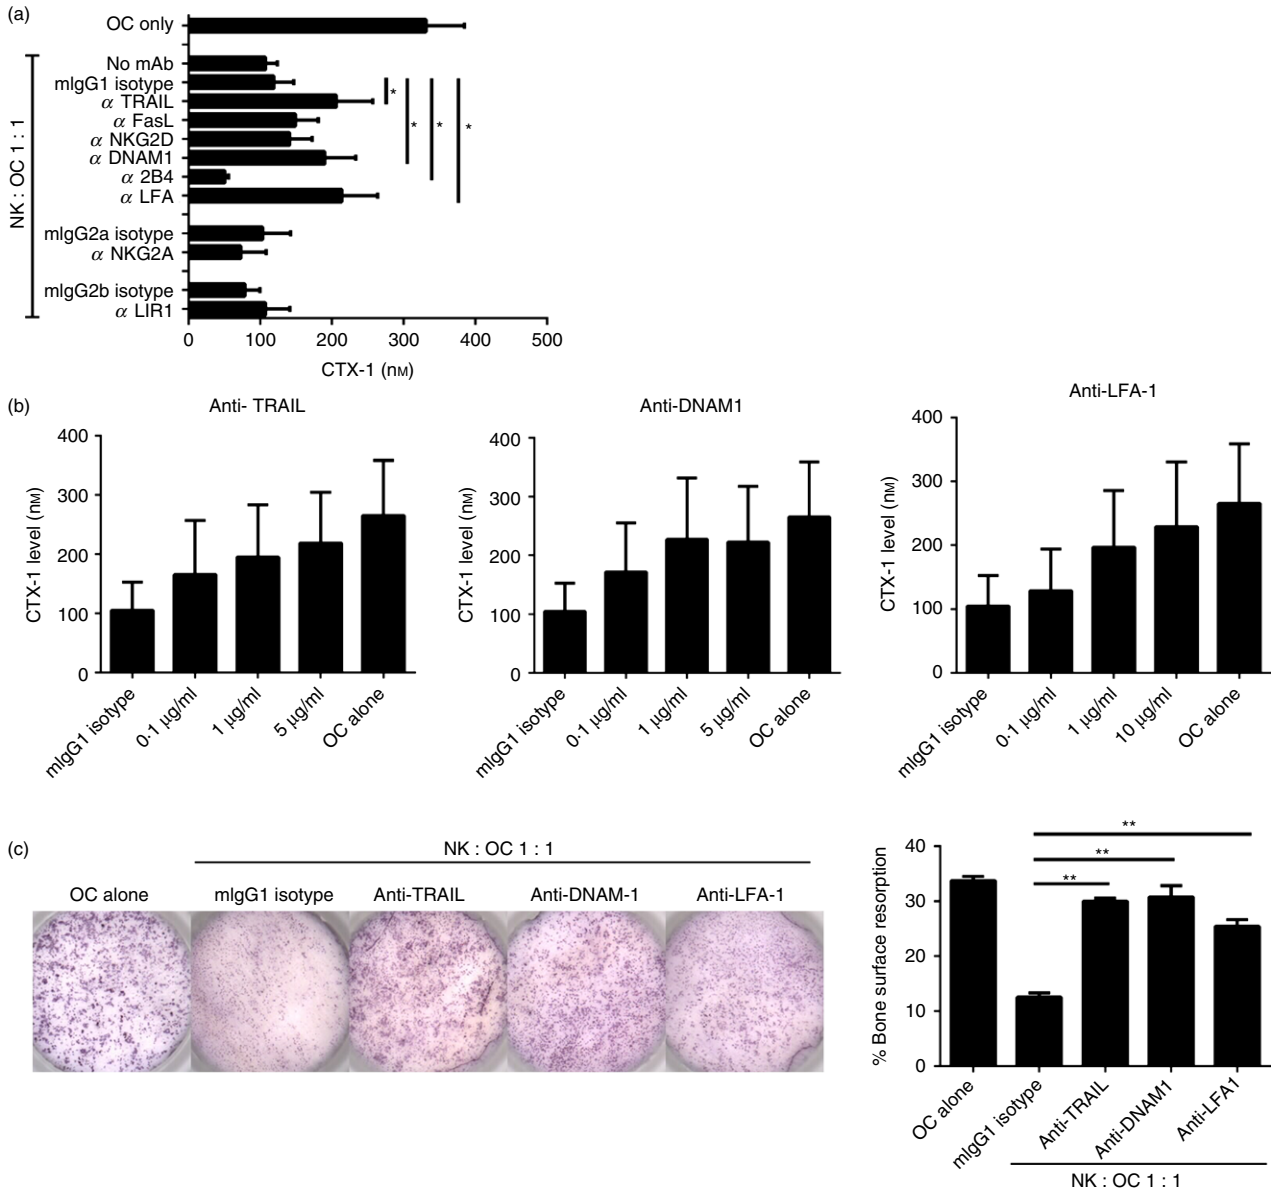 (a)
OC only
No mAb
mIgG1 isotype
α TRAIL
α FasL
α NKG2D
α DNAM1
α 2B4
α LFA
mIgG2a isotype
α NKG2A
mIgG2b isotype
α LIR1
NK : OC 1 : 1
*
*
*
*
0 100 200 300 400 500
CTX-1 (nM)
(b)
Anti- TRAIL
CTX-1 level (nM)
400
300
200
100
0
mIgG1 isotype
0·1 µg/ml
1 µg/ml
5 µg/ml
OC alone
Anti-DNAM1
CTX-1 level (nM)
400
300
200
100
0
mIgG1 isotype
0·1 µg/ml
1 µg/ml
5 µg/ml
OC alone
Anti-LFA-1
CTX-1 level (nM)
400
300
200
100
0
mIgG1 isotype
0·1 µg/ml
1 µg/ml
10 µg/ml
OC alone
(c)
NK : OC 1 : 1
OC alone mIgG1 isotype Anti-TRAIL Anti-DNAM-1 Anti-LFA-1
% Bone surface resorption
40
30
20
10
0
**
**
**
OC alone
mIgG1 isotype
Anti-TRAIL
Anti-DNAM1
Anti-LFA1
NK : OC 1 : 1